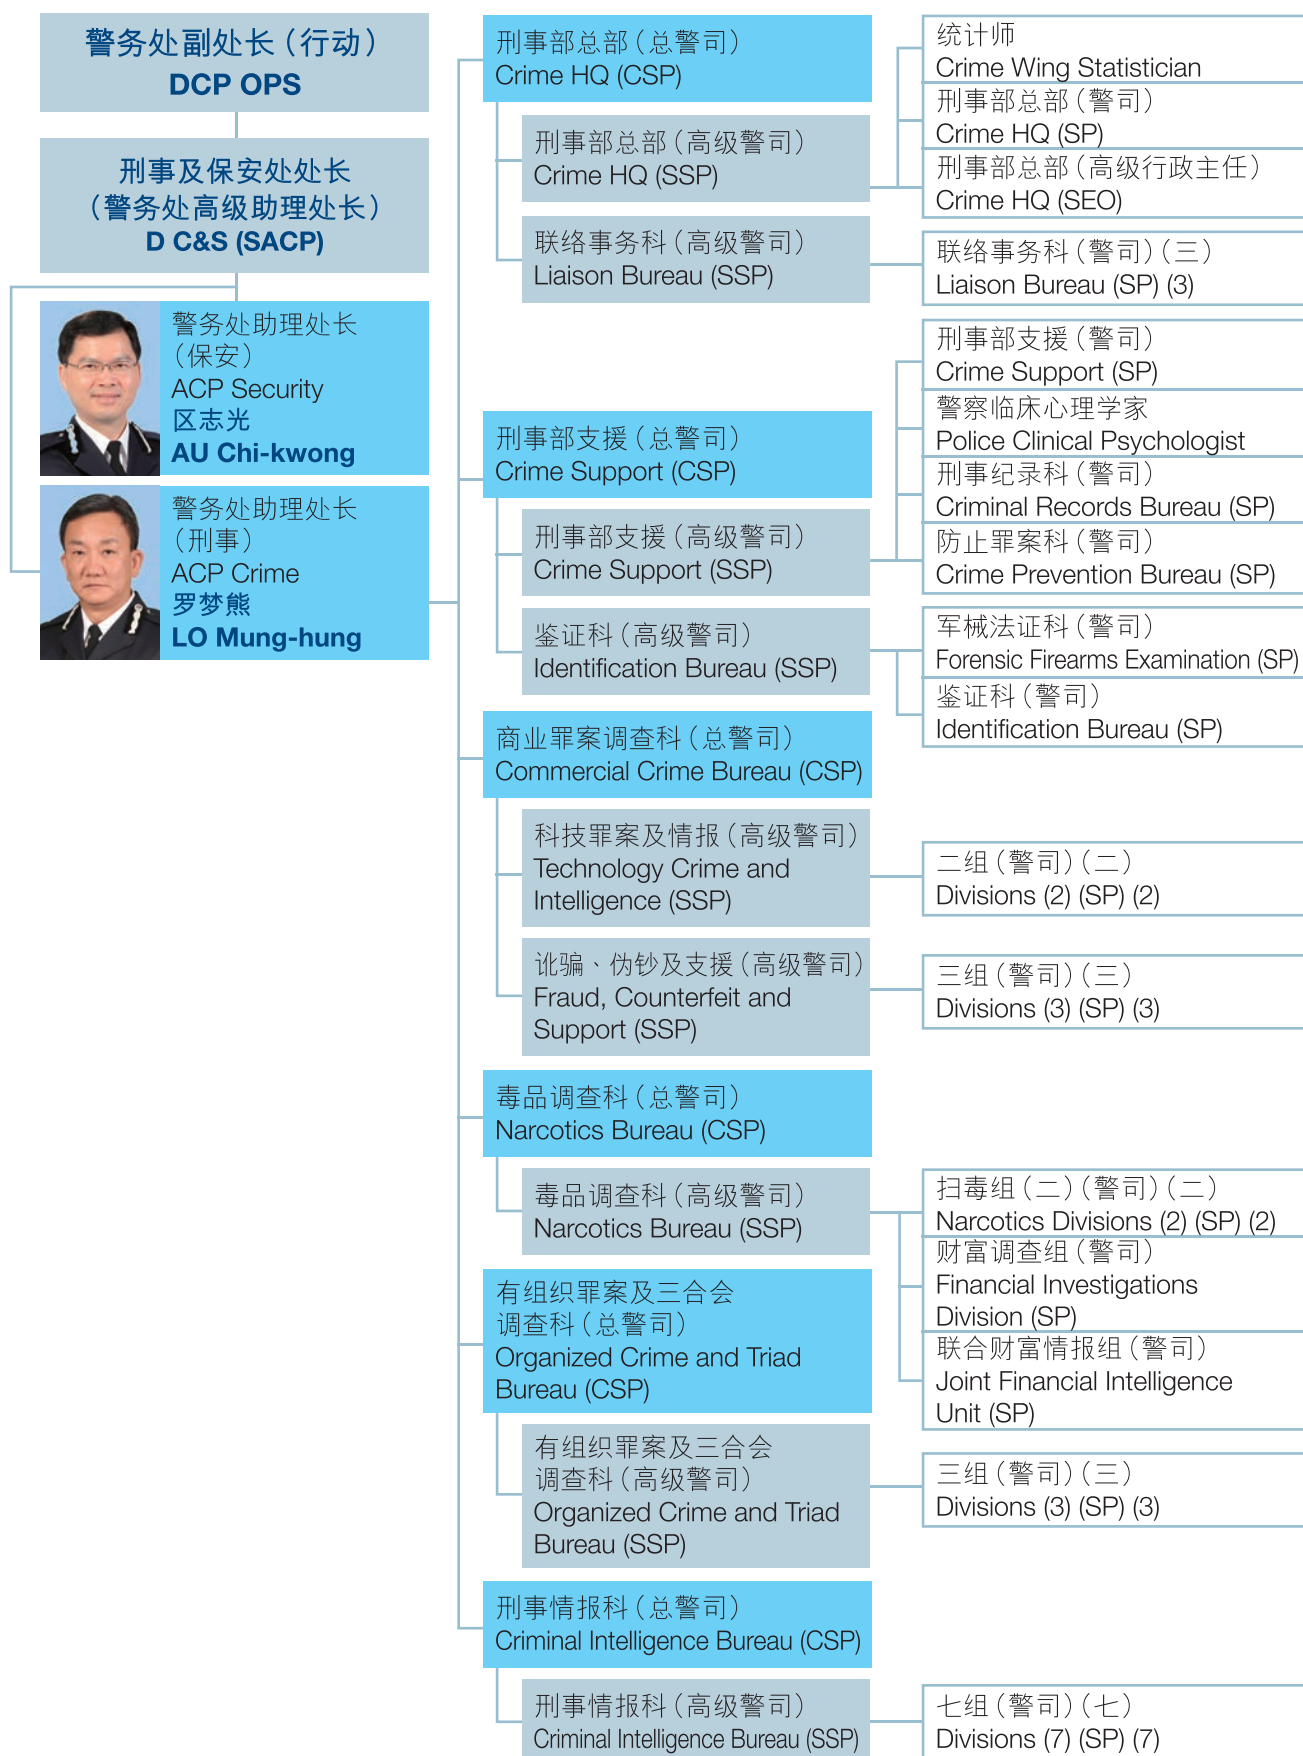 警务处副处长（行动）
DCP OPS
刑事及保安处处长
（警务处高级助理处长）
D C&S (SACP)
警务处助理处长
（保安）
ACP Security
区志光
AU Chi-kwong
警务处助理处长
（刑事）
ACP Crime
罗梦熊
LO Mung-hung
刑事部总部（总警司）
Crime HQ (CSP)
刑事部总部（高级警司）
Crime HQ (SSP)
统计师
Crime Wing Statistician
刑事部总部（警司）
Crime HQ (SP)
刑事部总部（高级行政主任）
Crime HQ (SEO)
联络事务科（高级警司）
Liaison Bureau (SSP)
联络事务科（警司）（三）
Liaison Bureau (SP) (3)
刑事部支援（总警司）
Crime Support (CSP)
刑事部支援（高级警司）
Crime Support (SSP)
刑事部支援（警司）
Crime Support (SP)
警察临床心理学家
Police Clinical Psychologist
刑事纪录科（警司）
Criminal Records Bureau (SP)
防止罪案科（警司）
Crime Prevention Bureau (SP)
鉴证科（高级警司）
Identification Bureau (SSP)
军械法证科（警司）
Forensic Firearms Examination (SP)
鉴证科（警司）
Identification Bureau (SP)
商业罪案调查科（总警司）
Commercial Crime Bureau (CSP)
科技罪案及情报（高级警司）
Technology Crime and
Intelligence (SSP)
二组（警司）（二）
Divisions (2) (SP) (2)
讹骗、伪钞及支援（高级警司）
Fraud, Counterfeit and
Support (SSP)
三组（警司）（三）
Divisions (3) (SP) (3)
毒品调查科（总警司）
Narcotics Bureau (CSP)
毒品调查科（高级警司）
Narcotics Bureau (SSP)
扫毒组（二）（警司）（二）
Narcotics Divisions (2) (SP) (2)
财富调查组（警司）
Financial Investigations
Division (SP)
联合财富情报组（警司）
Joint Financial Intelligence
Unit (SP)
有组织罪案及三合会
调查科（总警司）
Organized Crime and Triad
Bureau (CSP)
有组织罪案及三合会
调查科（高级警司）
Organized Crime and Triad
Bureau (SSP)
三组（警司）（三）
Divisions (3) (SP) (3)
刑事情报科（总警司）
Criminal Intelligence Bureau (CSP)
刑事情报科（高级警司）
Criminal Intelligence Bureau (SSP)
七组（警司）（七）
Divisions (7) (SP) (7)